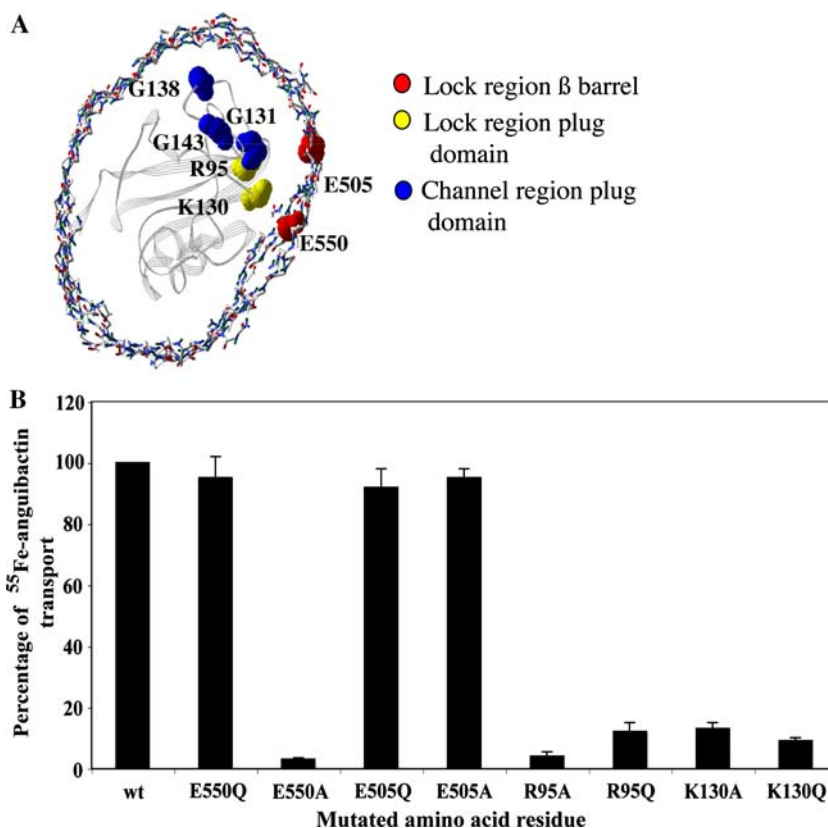 A
G138
G131
G143
R95
K130
E505
E550
Lock region ß barrel
Lock region plug
domain
Channel region plug
domain
B
Percentage of ⁵⁵Fe-anguibactin
transport
120
100
80
60
40
20
0
wt E550Q E550A E505Q E505A R95A R95Q K130A K130Q
Mutated amino acid residue